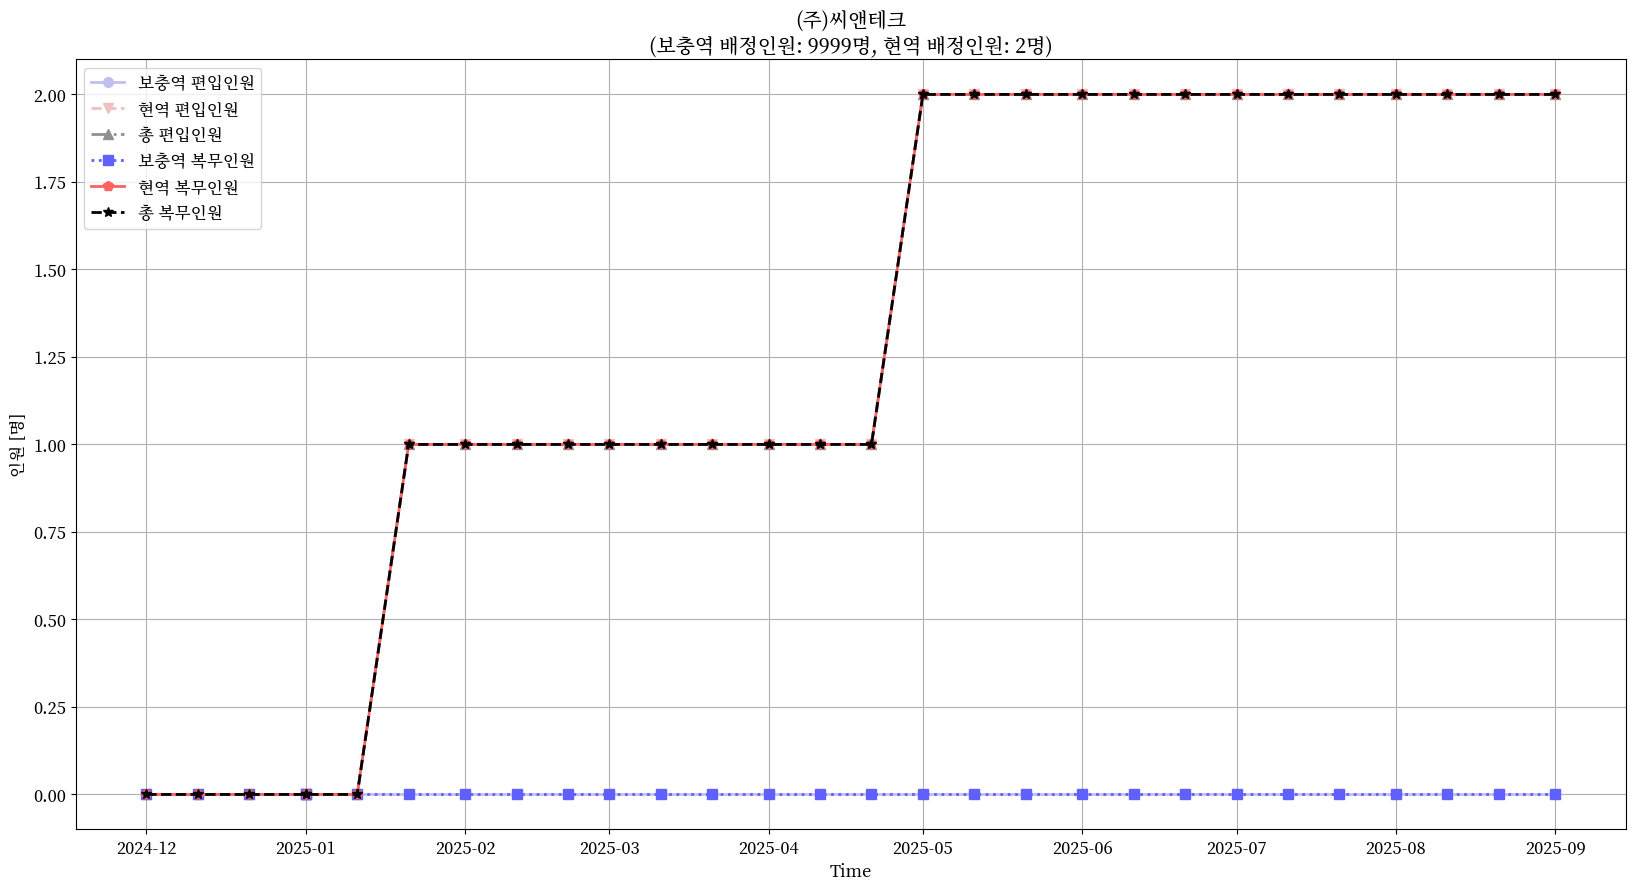 (주)씨앤테크
(보충역 배정인원: 9999명, 현역 배정인원: 2명)
보충역 편입인원
현역 편입인원
총 편입인원
보충역 복무인원
현역 복무인원
총 복무인원
2.00
1.75
1.50
1.25
1.00
0.75
0.50
0.25
0.00
인원 [명]
2024-12 2025-01 2025-02 2025-03 2025-04 2025-05 2025-06 2025-07 2025-08 2025-09
Time